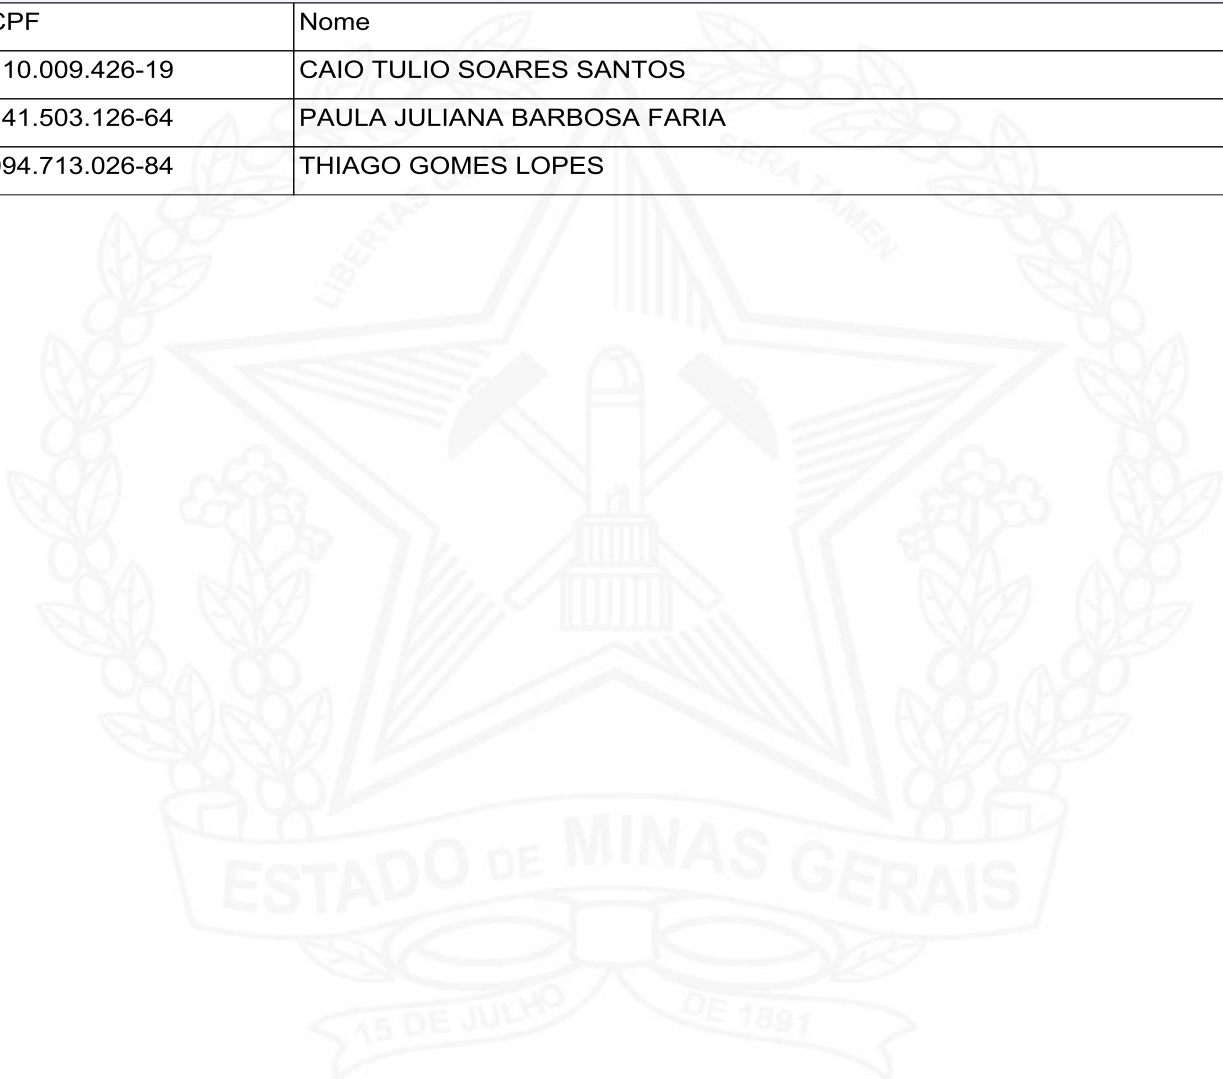 CPF Nome
10.009.426-19 CAIO TULIO SOARES SANTOS
41.503.126-64 PAULA JULIANA BARBOSA FARIA
94.713.026-84 THIAGO GOMES LOPES
LIBERTAS QUÆ SERA TAMEN
ESTADO DE MINAS GERAIS
15 DE JULHO DE 1891